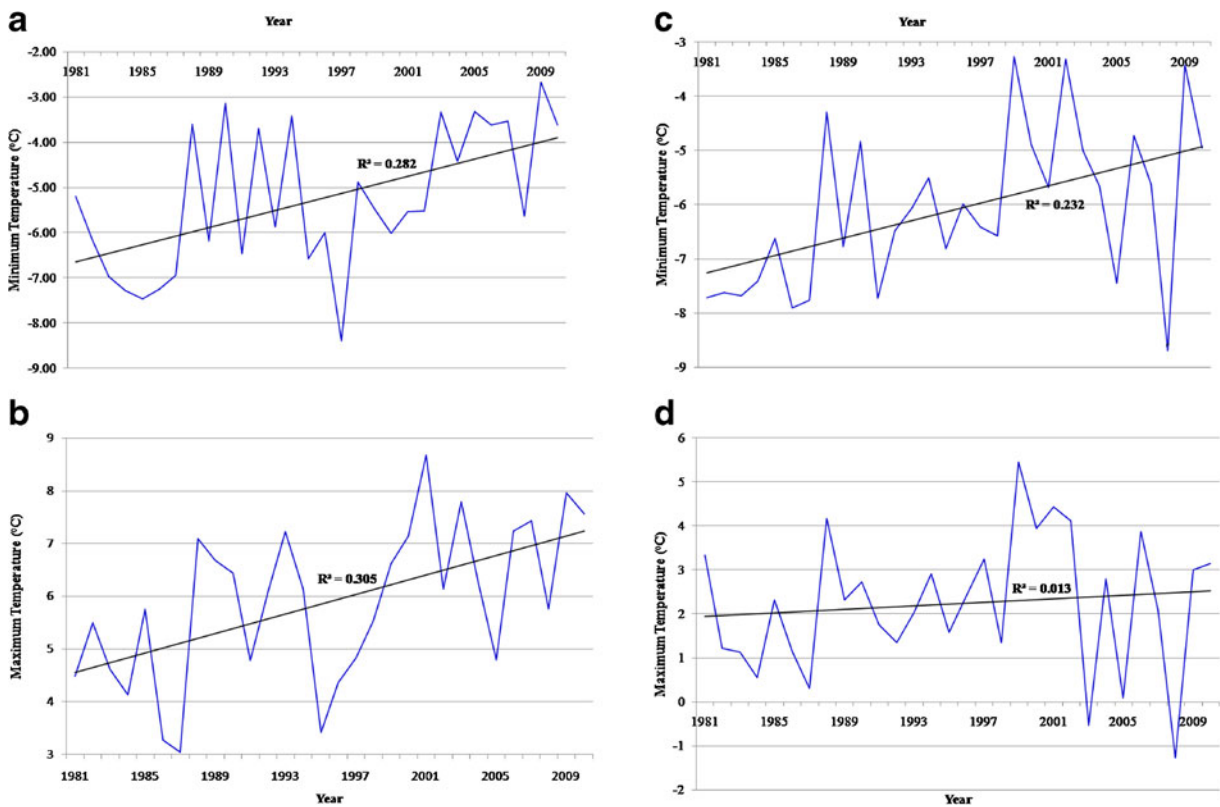 a
Year
-2.00
1981 1985 1989 1993 1997 2001 2005 2009
-3.00
-4.00
-5.00
-6.00
-7.00
-8.00
-9.00
Minimum Temperature (°C)
R² = 0.282
c
Year
-3
1981 1985 1989 1993 1997 2001 2005 2009
-4
-5
-6
-7
-8
-9
Minimum Temperature (°C)
R² = 0.232
b
9
8
7
6
5
4
3
Maximum Temperature (°C)
R² = 0.305
1981 1985 1989 1993 1997 2001 2005 2009
Year
d
6
5
4
3
2
1
0
1981 1985 1989 1993 1997 2001 2005 2009
-1
-2
Maximum Temperature (°C)
R² = 0.013
Year